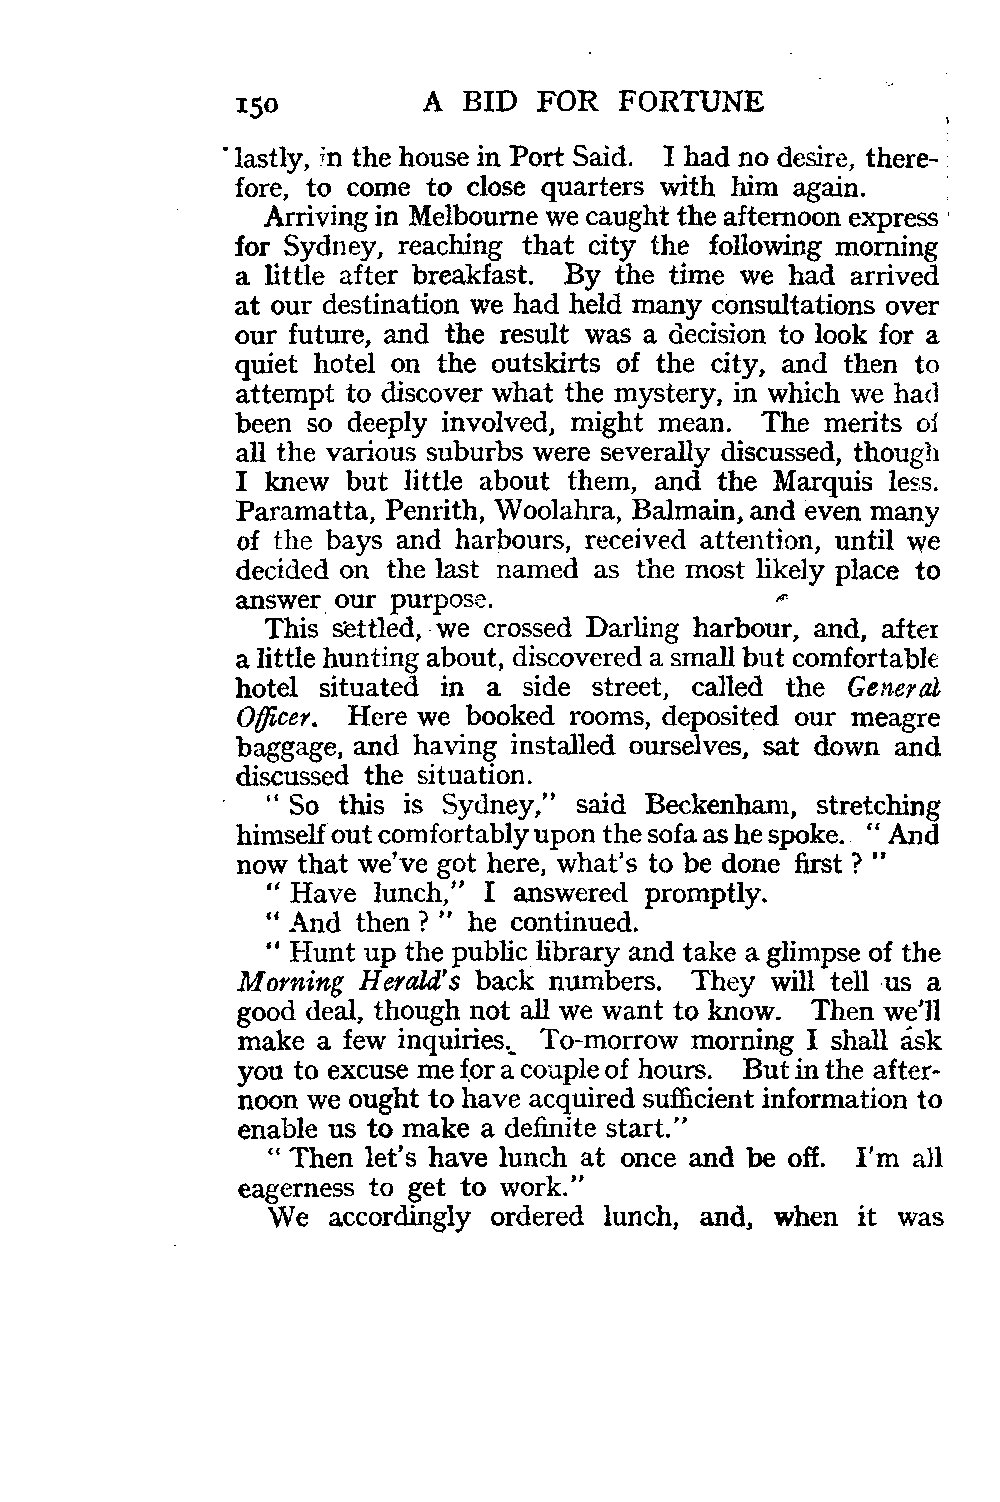 150 A BID FOR FORTUNE
lastly, in the house in Port Said. I had no desire, there-
fore, to come to close quarters with him again.
Arriving in Melbourne we caught the afternoon express
for Sydney, reaching that city the following morning
a little after breakfast. By the time we had arrived
at our destination we had held many consultations over
our future, and the result was a decision to look for a
quiet hotel on the outskirts of the city, and then to
attempt to discover what the mystery, in which we had
been so deeply involved, might mean. The merits of
all the various suburbs were severally discussed, though
I knew but little about them, and the Marquis less.
Paramatta, Penrith, Woolahra, Balmain, and even many
of the bays and harbours, received attention, until we
decided on the last named as the most likely place to
answer our purpose.
This settled, we crossed Darling harbour, and, after
a little hunting about, discovered a small but comfortable
hotel situated in a side street, called the General
Officer. Here we booked rooms, deposited our meagre
baggage, and having installed ourselves, sat down and
discussed the situation.
" So this is Sydney," said Beckenham, stretching
himself out comfortably upon the sofa as he spoke. " And
now that we've got here, what's to be done first ? "
" Have lunch," I answered promptly.
" And then ? " he continued.
" Hunt up the public library and take a glimpse of the
Morning Herald's back numbers. They will tell us a
good deal, though not all we want to know. Then we'll
make a few inquiries. To-morrow morning I shall ask
you to excuse me for a couple of hours. But in the after-
noon we ought to have acquired sufficient information to
enable us to make a definite start."
" Then let's have lunch at once and be off. I'm all
eagerness to get to work."
We accordingly ordered lunch, and, when it was